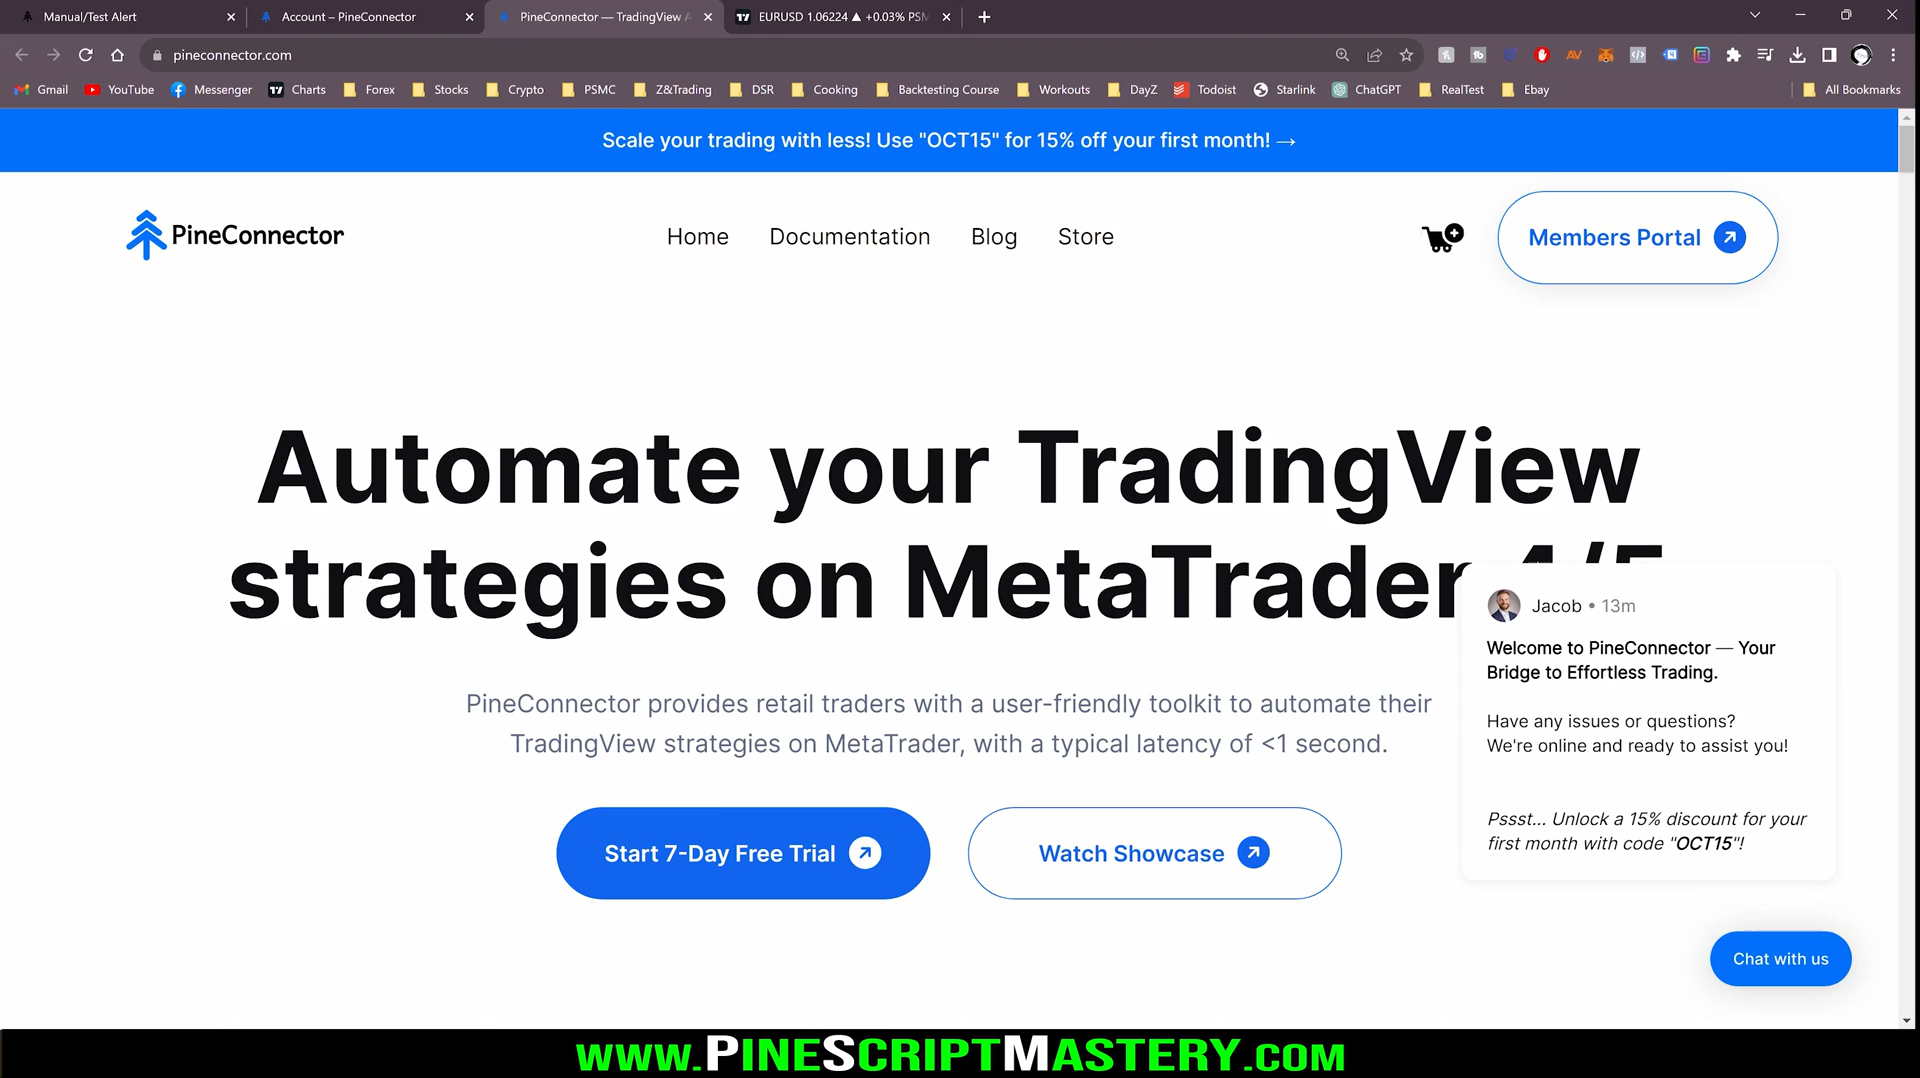 Manual/Test Alert
Account – PineConnector
PineConnector — TradingView A
EURUSD 1.06224 ▲ +0.03% PSM
pineconnector.com
Gmail
YouTube
Messenger
Charts
Forex
Stocks
Crypto
PSMC
Z&Trading
DSR
Cooking
Backtesting Course
Workouts
DayZ
Todoist
Starlink
ChatGPT
RealTest
Ebay
All Bookmarks
Scale your trading with less! Use "OCT15" for 15% off your first month! →
PineConnector
Home
Documentation
Blog
Store
Members Portal
Automate your TradingView
strategies on MetaTrader 4/5
PineConnector provides retail traders with a user-friendly toolkit to automate their
TradingView strategies on MetaTrader, with a typical latency of <1 second.
Start 7-Day Free Trial
Watch Showcase
Jacob • 13m
Welcome to PineConnector — Your
Bridge to Effortless Trading.
Have any issues or questions?
We're online and ready to assist you!
Pssst... Unlock a 15% discount for your
first month with code "OCT15"!
Chat with us
www.PineScriptMastery.com